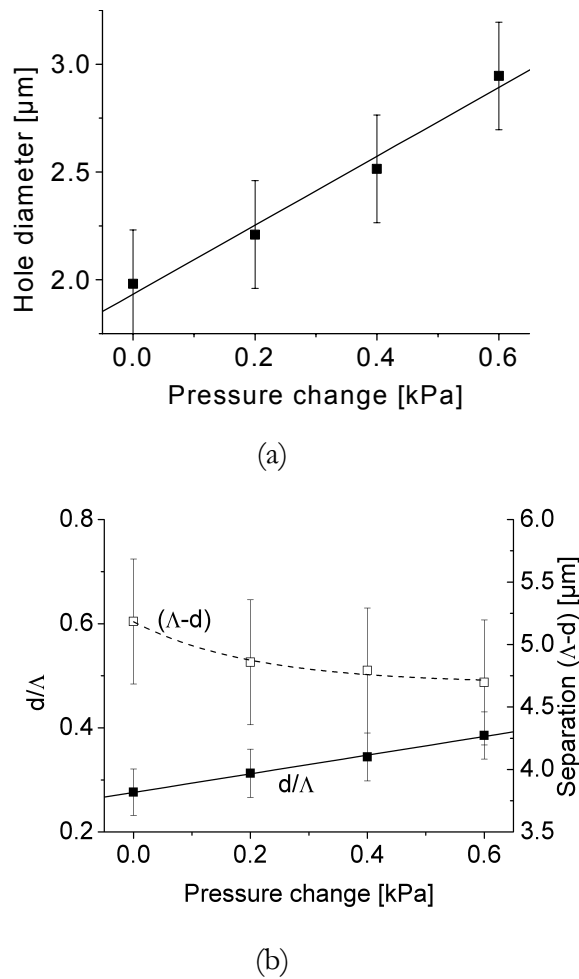 3.0
2.5
2.0
Hole diameter [µm]
0.0 0.2 0.4 0.6
Pressure change [kPa]
(a)
0.8
0.6
0.4
0.2
d/Λ
6.0
5.5
5.0
4.5
4.0
3.5
Separation (Λ-d) [µm]
(Λ-d)
d/Λ
0.0 0.2 0.4 0.6
Pressure change [kPa]
(b)